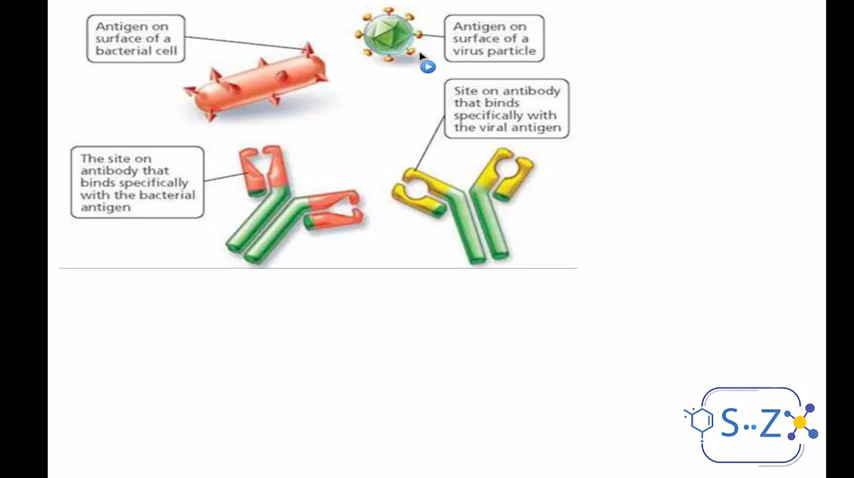 Antigen on
surface of a
bacterial cell
Antigen on
surface of a
virus particle
Site on antibody
that binds
specifically with
the viral antigen
The site on
antibody that
binds specifically
with the bacterial
antigen
S••Z